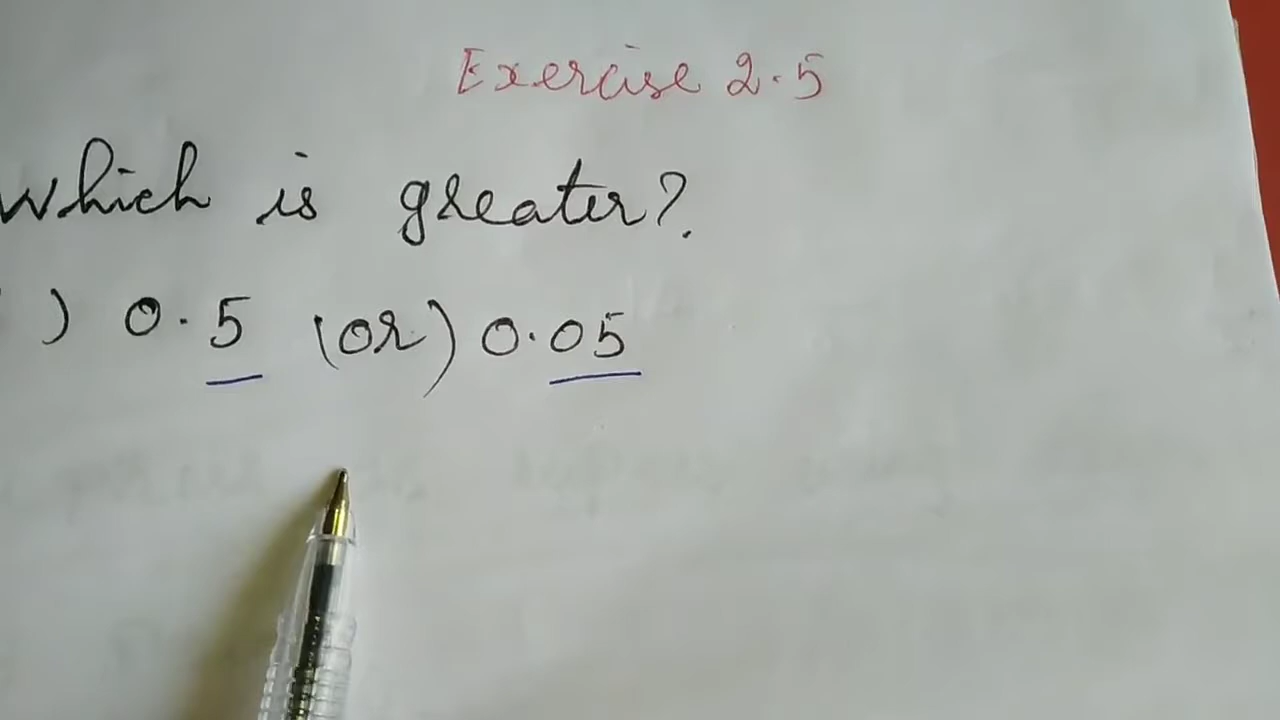 Exercise 2.5
Which is greater?
) 0.5 (or) 0.05